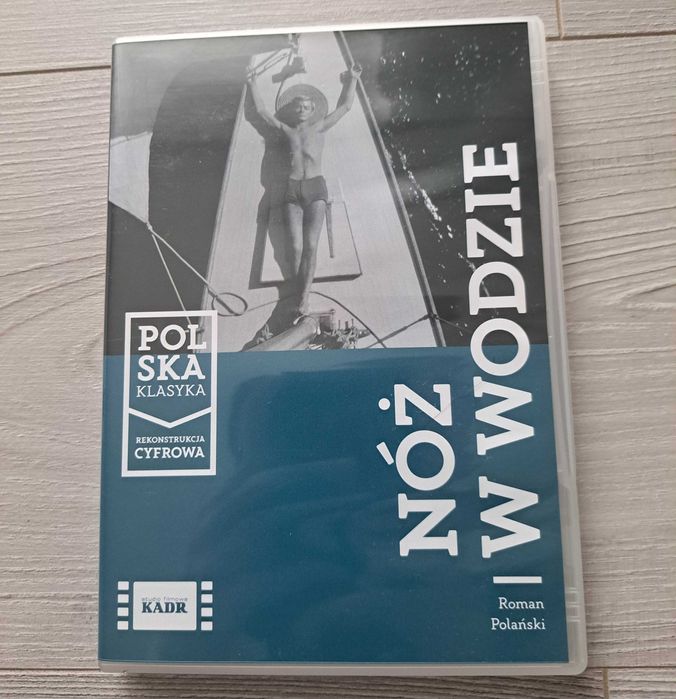 POL
SKA
KLASYKA
REKONSTRUKCJA
CYFROWA
NÓŻ
W WODZIE
Roman
Polański
studio filmowe
KADR